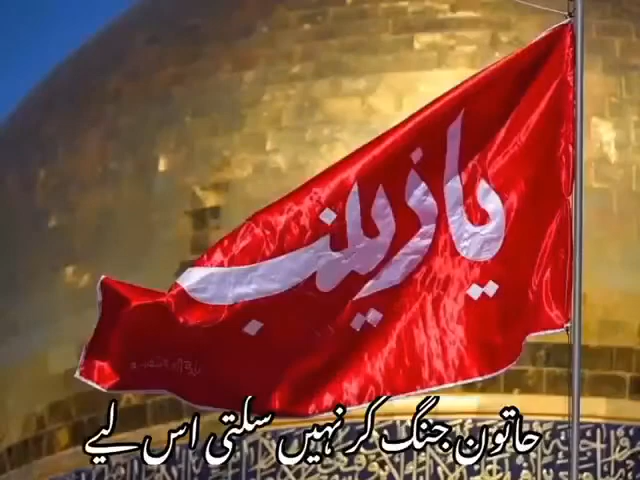 یا زینب
خاتون جنگ کر نہیں سکتی اس لیے